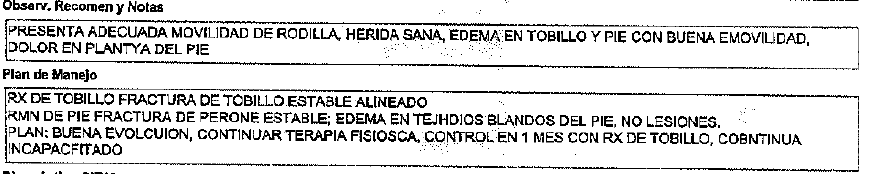 Observ. Recomen y Notas
PRESENTA ADECUADA MOVILIDAD DE RODILLA, HERIDA SANA, EDEMA EN TOBILLO Y PIE CON BUENA EMOVILIDAD,
DOLOR EN PLANTYA DEL PIE
Plan de Manejo
RX DE TOBILLO FRACTURA DE TOBILLO ESTABLE ALINEADO
RMN DE PIE FRACTURA DE PERONE ESTABLE; EDEMA EN TEJHDIOS BLANDOS DEL PIE, NO LESIONES.
PLAN: BUENA EVOLCUION, CONTINUAR TERAPIA FISIOSCA, CONTROL EN 1 MES CON RX DE TOBILLO, COBNTINUA
INCAPACFITADO